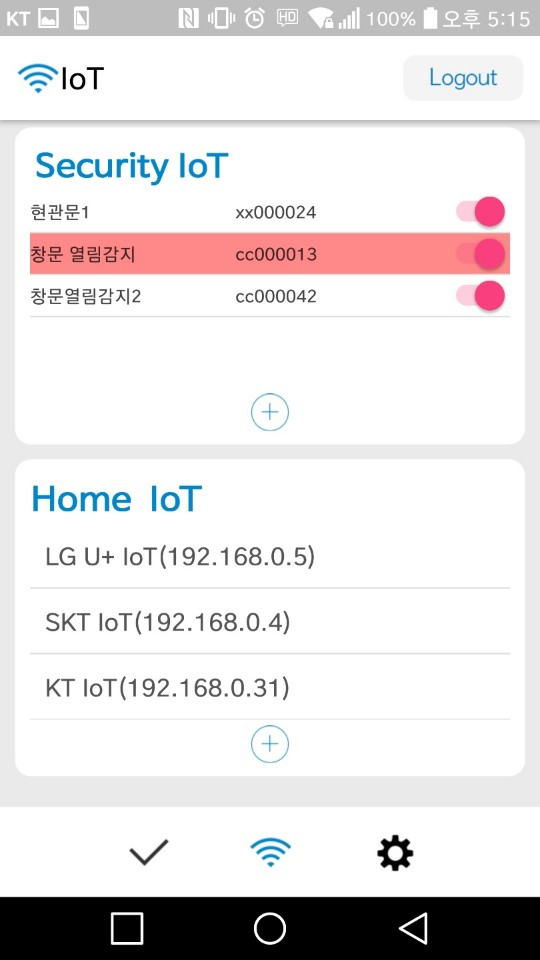 KT HD 100% 오후 5:15
IoT Logout
Security IoT
현관문1 xx000024
창문 열림감지 cc000013
창문열림감지2 cc000042
Home IoT
LG U+ IoT(192.168.0.5)
SKT IoT(192.168.0.4)
KT IoT(192.168.0.31)